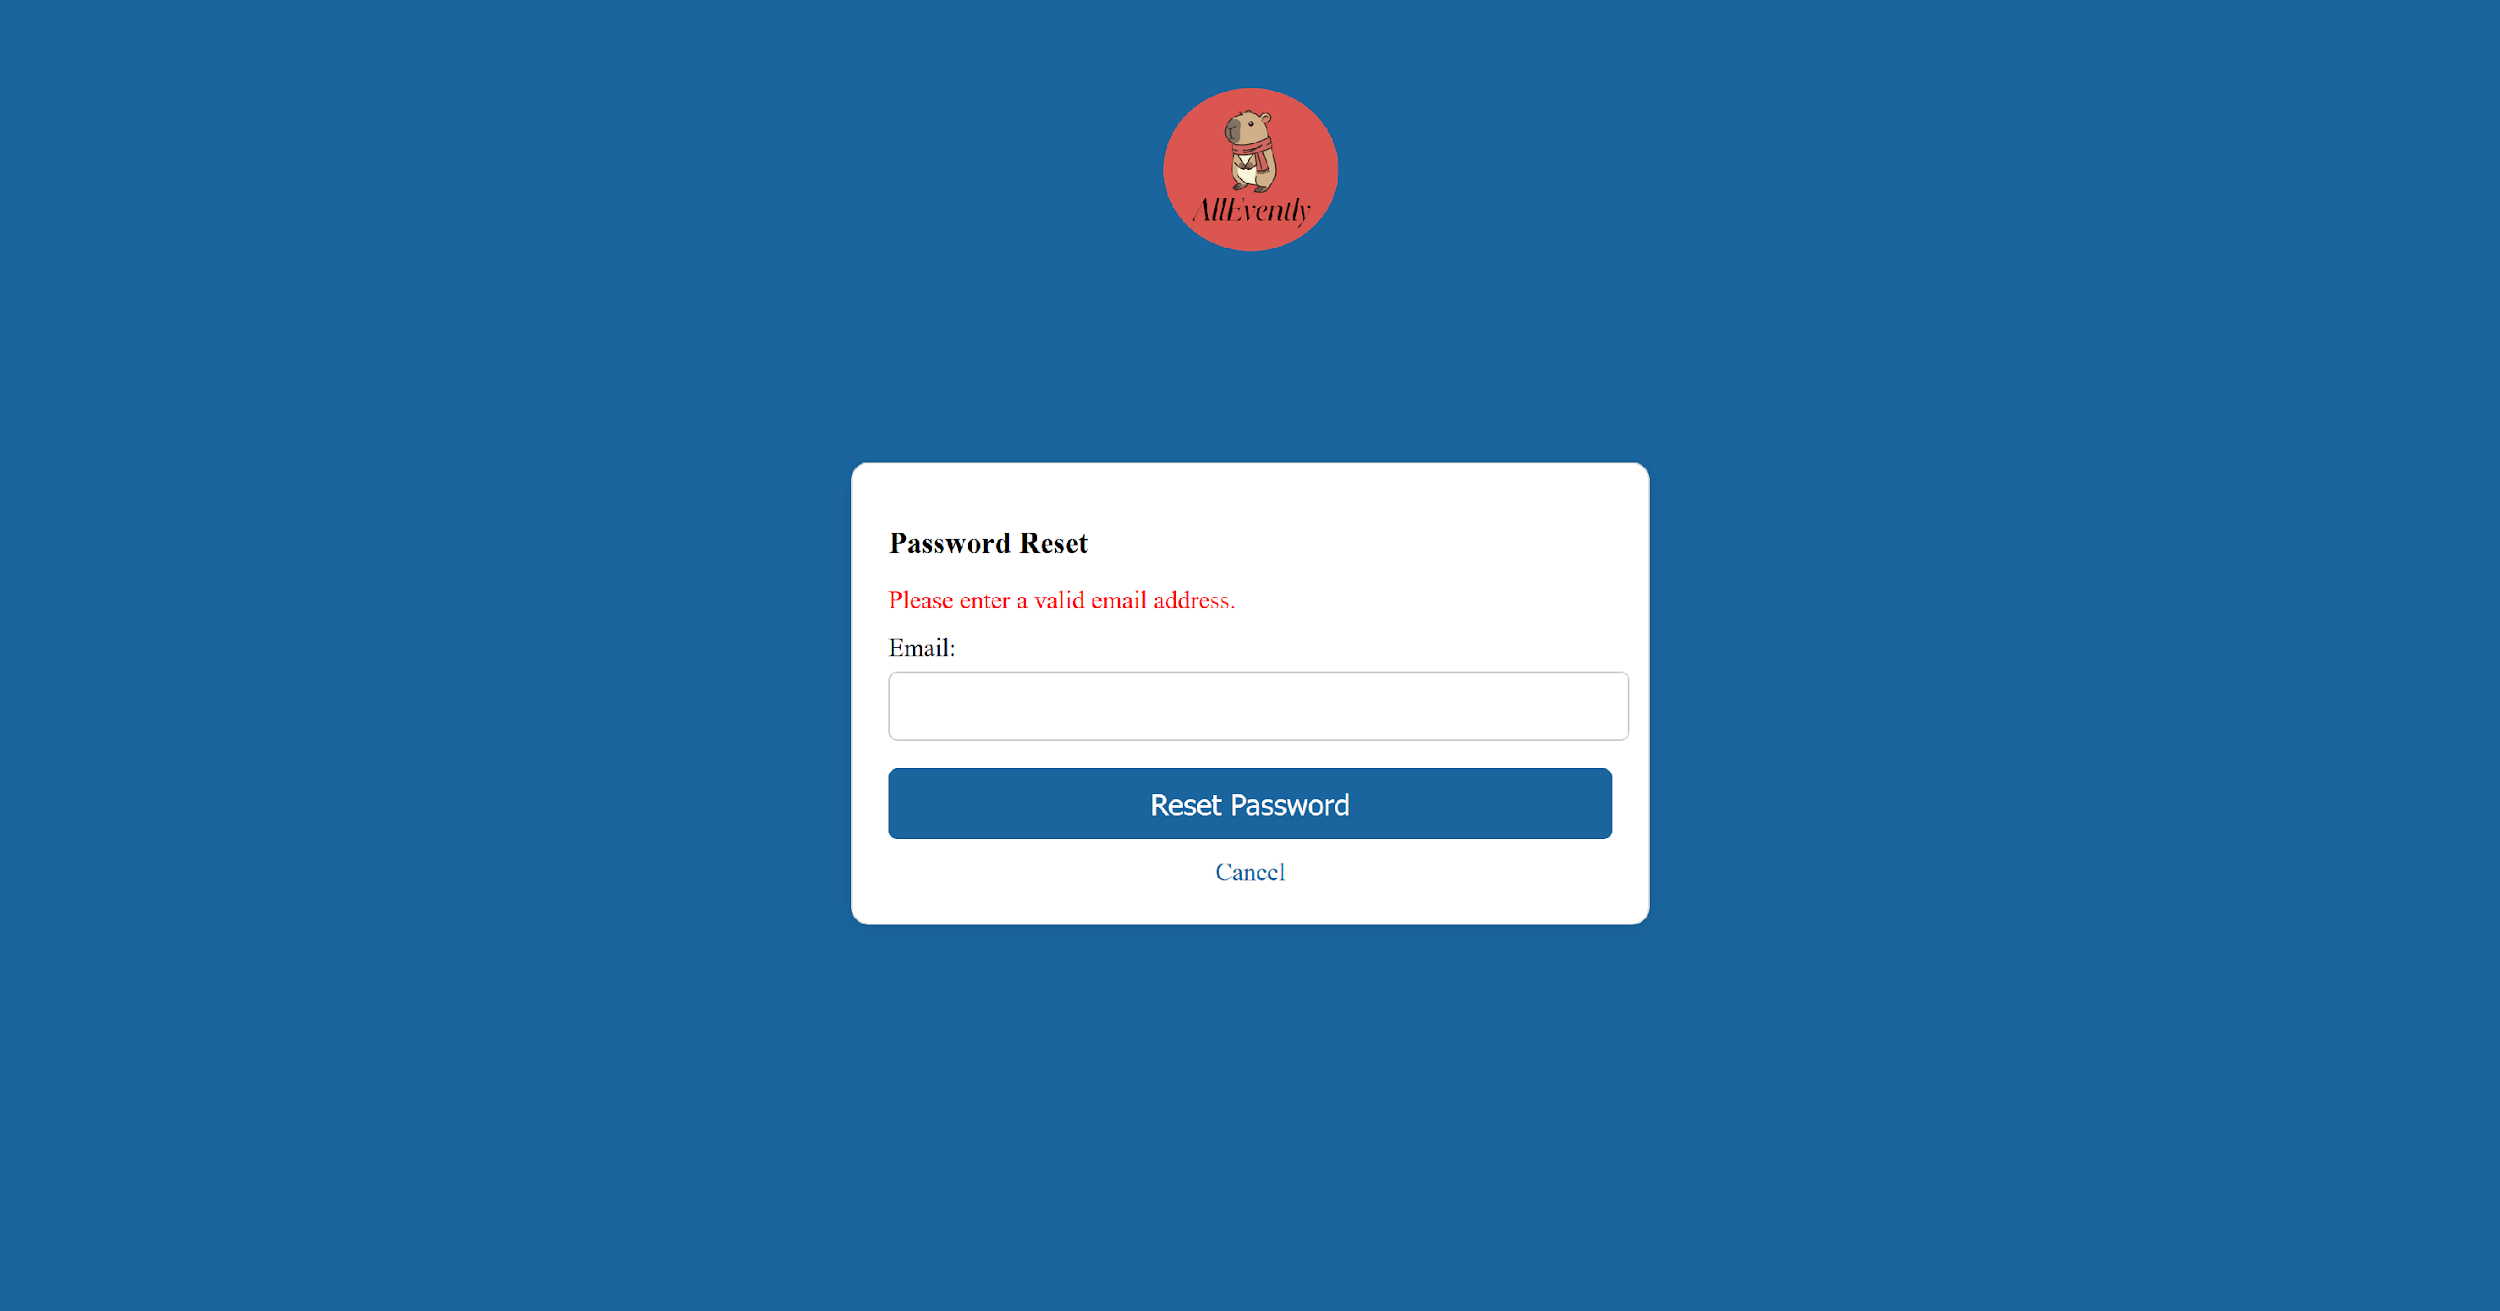 AllEvently
Password Reset
Please enter a valid email address.
Email:
Reset Password
Cancel